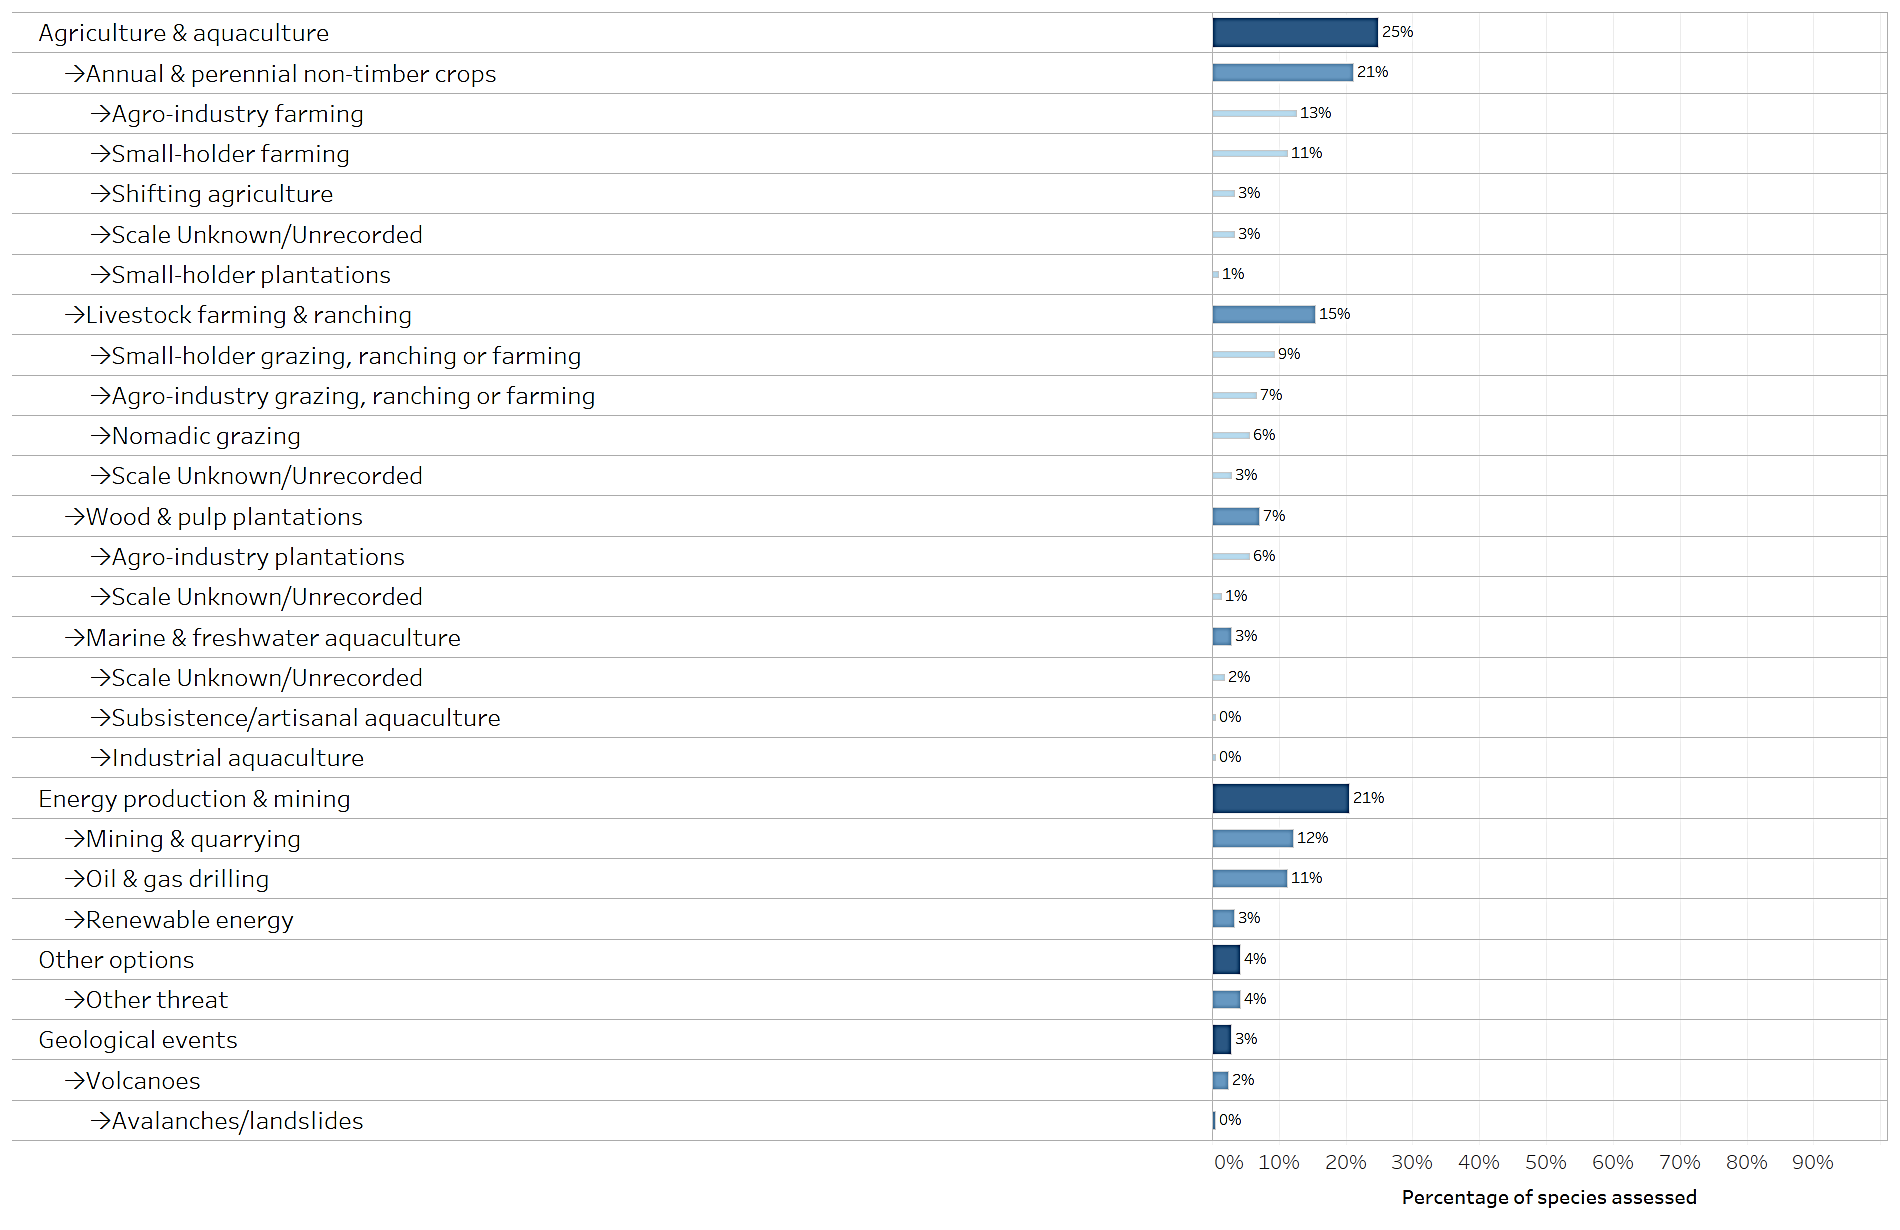 Agriculture & aquaculture 25%
→Annual & perennial non-timber crops 21%
→Agro-industry farming 13%
→Small-holder farming 11%
→Shifting agriculture 3%
→Scale Unknown/Unrecorded 3%
→Small-holder plantations 1%
→Livestock farming & ranching 15%
→Small-holder grazing, ranching or farming 9%
→Agro-industry grazing, ranching or farming 7%
→Nomadic grazing 6%
→Scale Unknown/Unrecorded 3%
→Wood & pulp plantations 7%
→Agro-industry plantations 6%
→Scale Unknown/Unrecorded 1%
→Marine & freshwater aquaculture 3%
→Scale Unknown/Unrecorded 2%
→Subsistence/artisanal aquaculture 0%
→Industrial aquaculture 0%
Energy production & mining 21%
→Mining & quarrying 12%
→Oil & gas drilling 11%
→Renewable energy 3%
Other options 4%
→Other threat 4%
Geological events 3%
→Volcanoes 2%
→Avalanches/landslides 0%
0% 10% 20% 30% 40% 50% 60% 70% 80% 90%
Percentage of species assessed